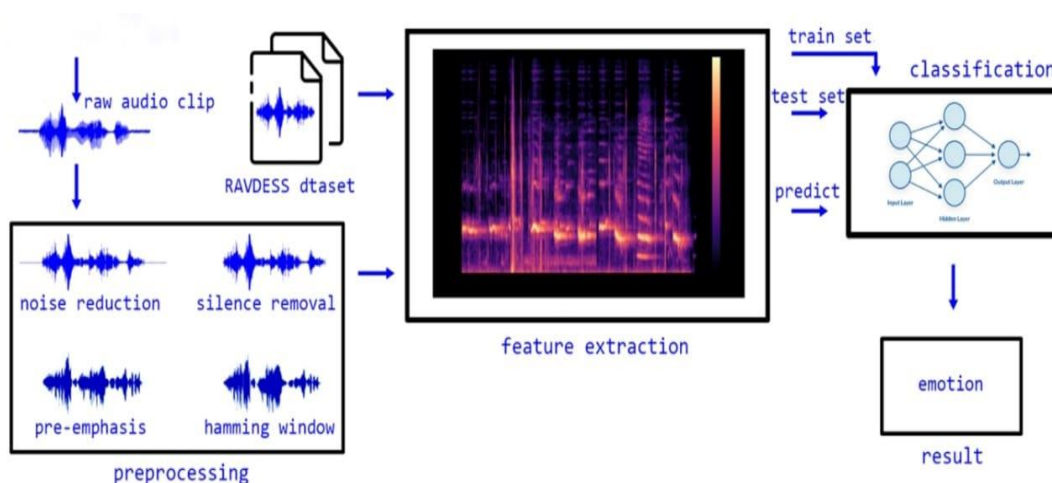 raw audio clip
RAVDESS dtaset
noise reduction
silence removal
pre-emphasis
hamming window
preprocessing
feature extraction
train set
test set
predict
classification
Input Layer
Hidden Layer
Output Layer
emotion
result